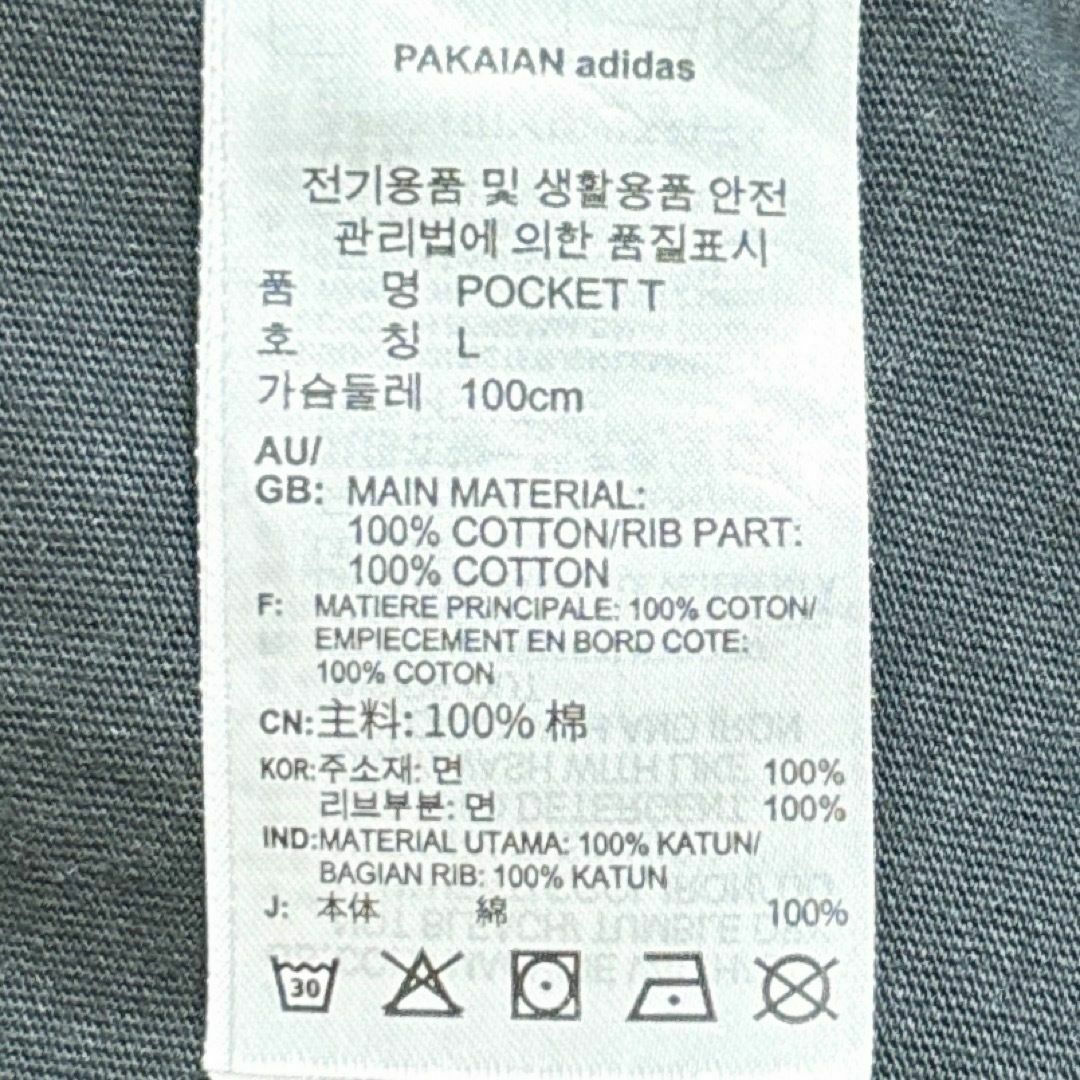 PAKAIAN adidas
전기용품 및 생활용품 안전
관리법에 의한 품질표시
품 명 POCKET T
호 칭 L
가슴둘레 100cm
AU/
GB: MAIN MATERIAL:
100% COTTON/RIB PART:
100% COTTON
F: MATIERE PRINCIPALE: 100% COTON/
EMPIECEMENT EN BORD COTE:
100% COTON
CN:主料: 100% 棉
KOR:주소재: 면 100%
리브부분: 면 100%
IND:MATERIAL UTAMA: 100% KATUN/
BAGIAN RIB: 100% KATUN
J: 本体 綿 100%
30